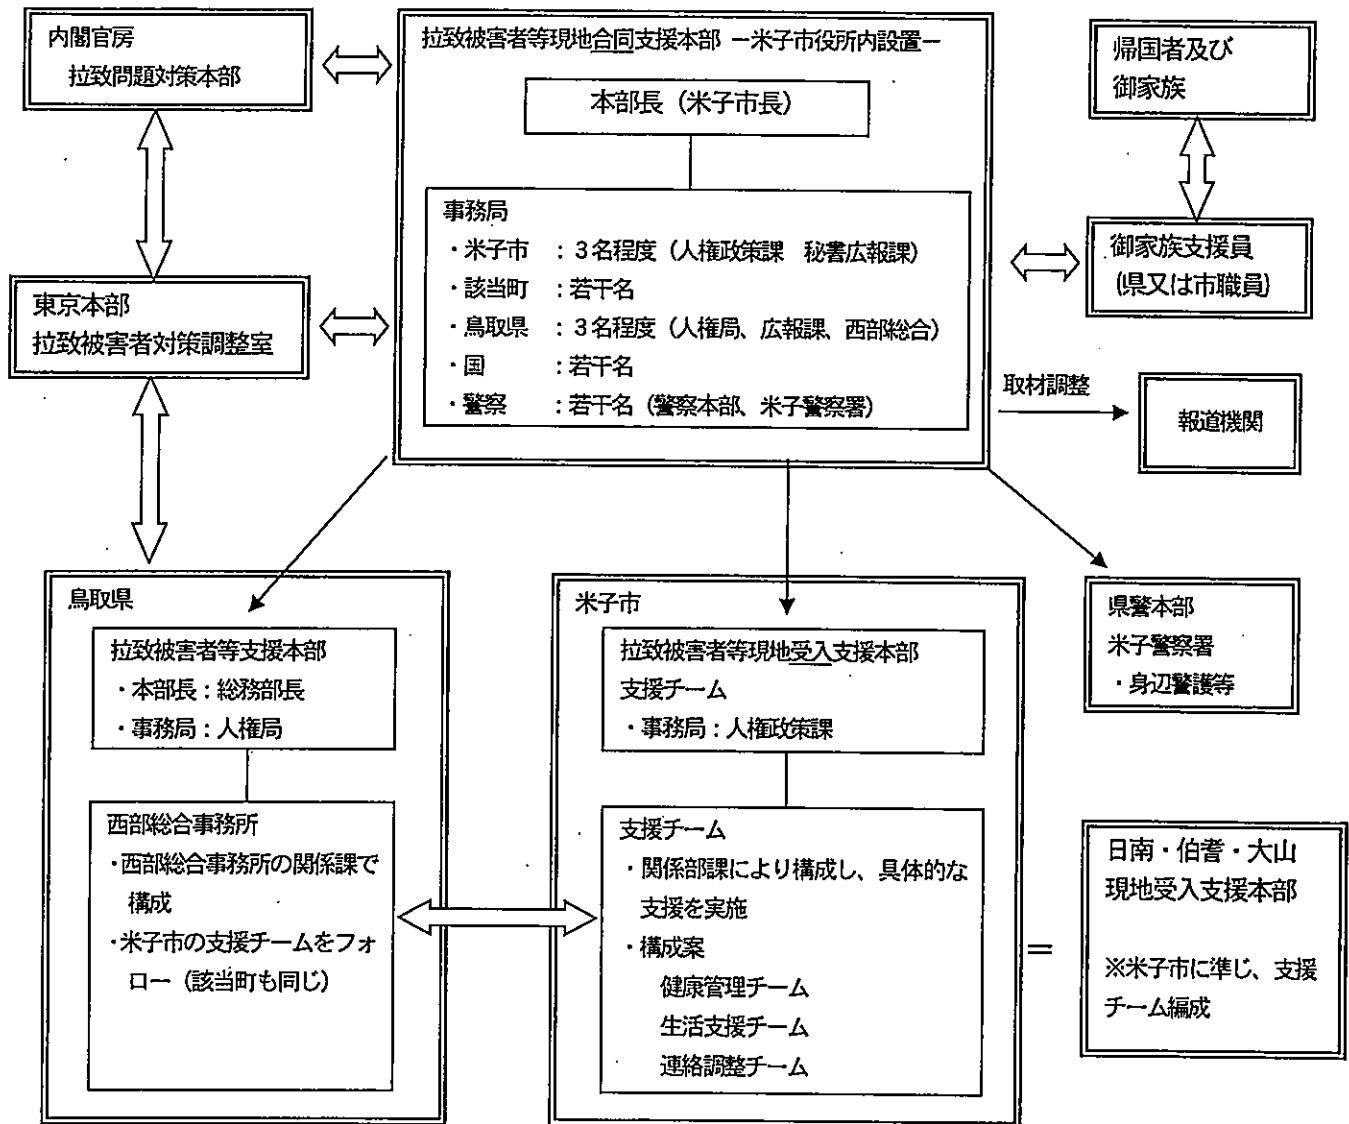 内閣官房
拉致問題対策本部
拉致被害者等現地合同支援本部 －米子市役所内設置－
本部長（米子市長）
事務局
・米子市 ：３名程度（人権政策課 秘書広報課）
・該当町 ：若干名
・鳥取県 ：３名程度（人権局、広報課、西部総合）
・国 ：若干名
・警察 ：若干名（警察本部、米子警察署）
帰国者及び
御家族
御家族支援員
（県又は市職員）
東京本部
拉致被害者対策調整室
取材調整
報道機関
鳥取県
拉致被害者等支援本部
・本部長：総務部長
・事務局：人権局
西部総合事務所
・西部総合事務所の関係課で
構成
・米子市の支援チームをフォ
ロー（該当町も同じ）
米子市
拉致被害者等現地受入支援本部
支援チーム
・事務局：人権政策課
支援チーム
・関係部課により構成し、具体的な
支援を実施
・構成案
健康管理チーム
生活支援チーム
連絡調整チーム
県警本部
米子警察署
・身辺警護等
＝
日南・伯耆・大山
現地受入支援本部
※米子市に準じ、支援
チーム編成